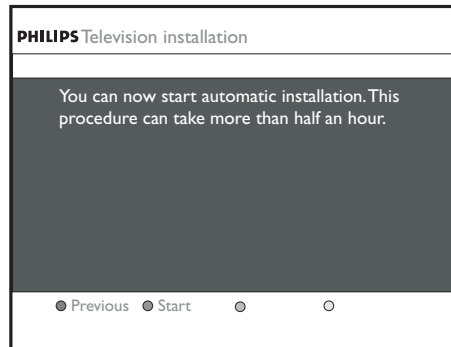 PHILIPS Television installation
You can now start automatic installation. This
procedure can take more than half an hour.
Previous Start